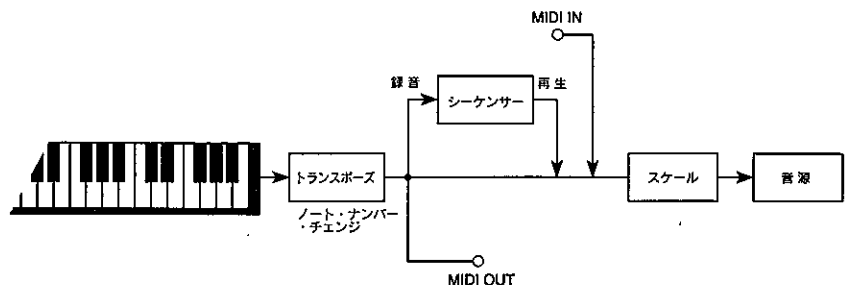 MIDI IN
録音
シーケンサー
再生
トランスポーズ
スケール
音源
ノート・ナンバー
・チェンジ
MIDI OUT